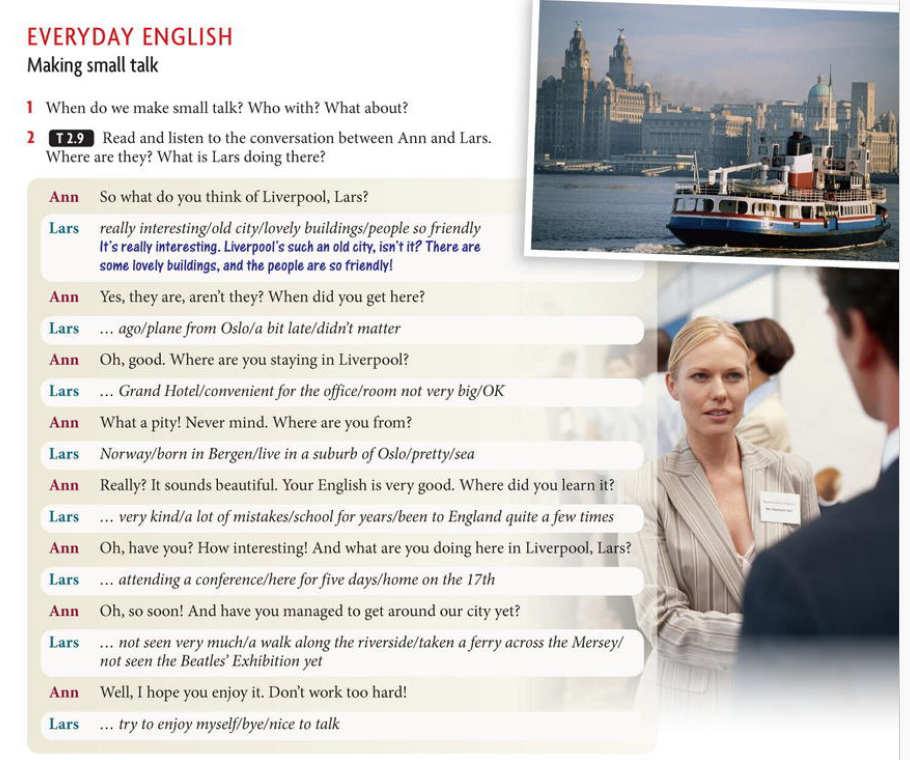 EVERYDAY ENGLISH
Making small talk
1 When do we make small talk? Who with? What about?
2 T 2.9 Read and listen to the conversation between Ann and Lars.
Where are they? What is Lars doing there?
Ann So what do you think of Liverpool, Lars?
Lars really interesting/old city/lovely buildings/people so friendly
It's really interesting. Liverpool's such an old city, isn't it? There are
some lovely buildings, and the people are so friendly!
Ann Yes, they are, aren't they? When did you get here?
Lars … ago/plane from Oslo/a bit late/didn't matter
Ann Oh, good. Where are you staying in Liverpool?
Lars … Grand Hotel/convenient for the office/room not very big/OK
Ann What a pity! Never mind. Where are you from?
Lars Norway/born in Bergen/live in a suburb of Oslo/pretty/sea
Ann Really? It sounds beautiful. Your English is very good. Where did you learn it?
Lars … very kind/a lot of mistakes/school for years/been to England quite a few times
Ann Oh, have you? How interesting! And what are you doing here in Liverpool, Lars?
Lars … attending a conference/here for five days/home on the 17th
Ann Oh, so soon! And have you managed to get around our city yet?
Lars … not seen very much/a walk along the riverside/taken a ferry across the Mersey/
not seen the Beatles' Exhibition yet
Ann Well, I hope you enjoy it. Don't work too hard!
Lars … try to enjoy myself/bye/nice to talk